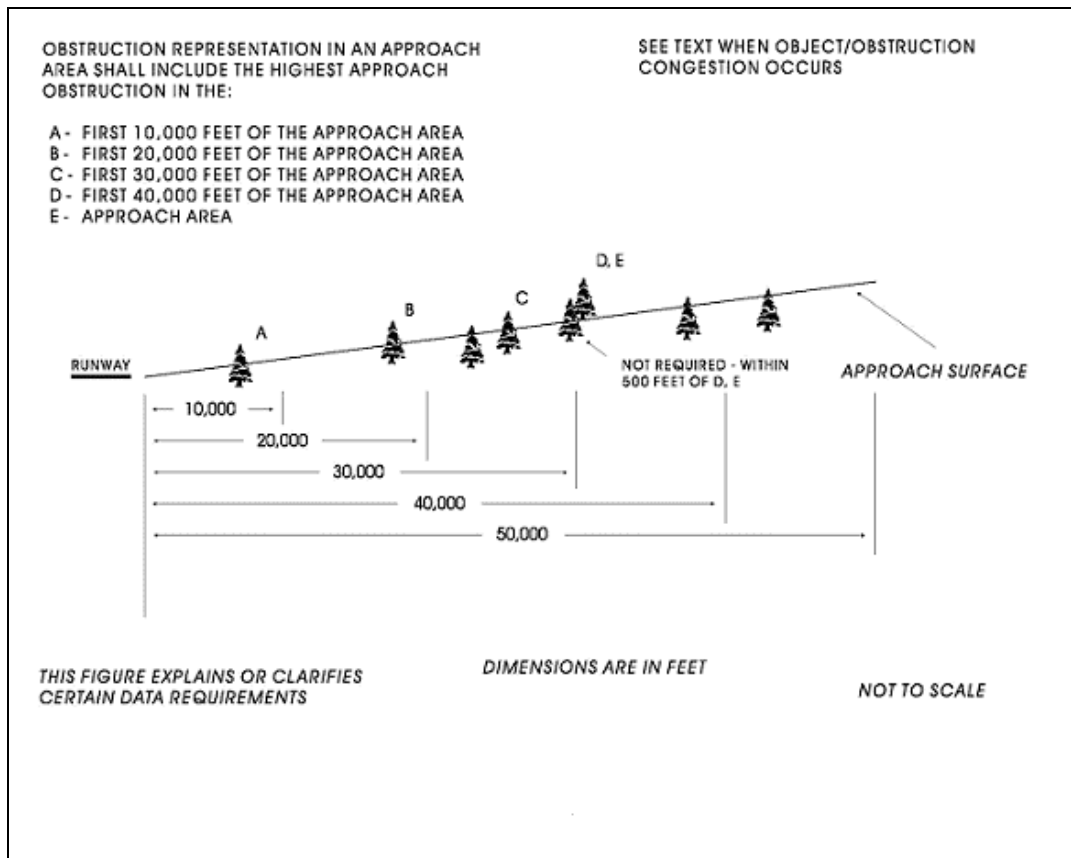 OBSTRUCTION REPRESENTATION IN AN APPROACH
AREA SHALL INCLUDE THE HIGHEST APPROACH
OBSTRUCTION IN THE:
SEE TEXT WHEN OBJECT/OBSTRUCTION
CONGESTION OCCURS
A - FIRST 10,000 FEET OF THE APPROACH AREA
B - FIRST 20,000 FEET OF THE APPROACH AREA
C - FIRST 30,000 FEET OF THE APPROACH AREA
D - FIRST 40,000 FEET OF THE APPROACH AREA
E - APPROACH AREA
D, E
C
B
A
RUNWAY
NOT REQUIRED - WITHIN
500 FEET OF D, E
APPROACH SURFACE
10,000
20,000
30,000
40,000
50,000
THIS FIGURE EXPLAINS OR CLARIFIES
CERTAIN DATA REQUIREMENTS
DIMENSIONS ARE IN FEET
NOT TO SCALE